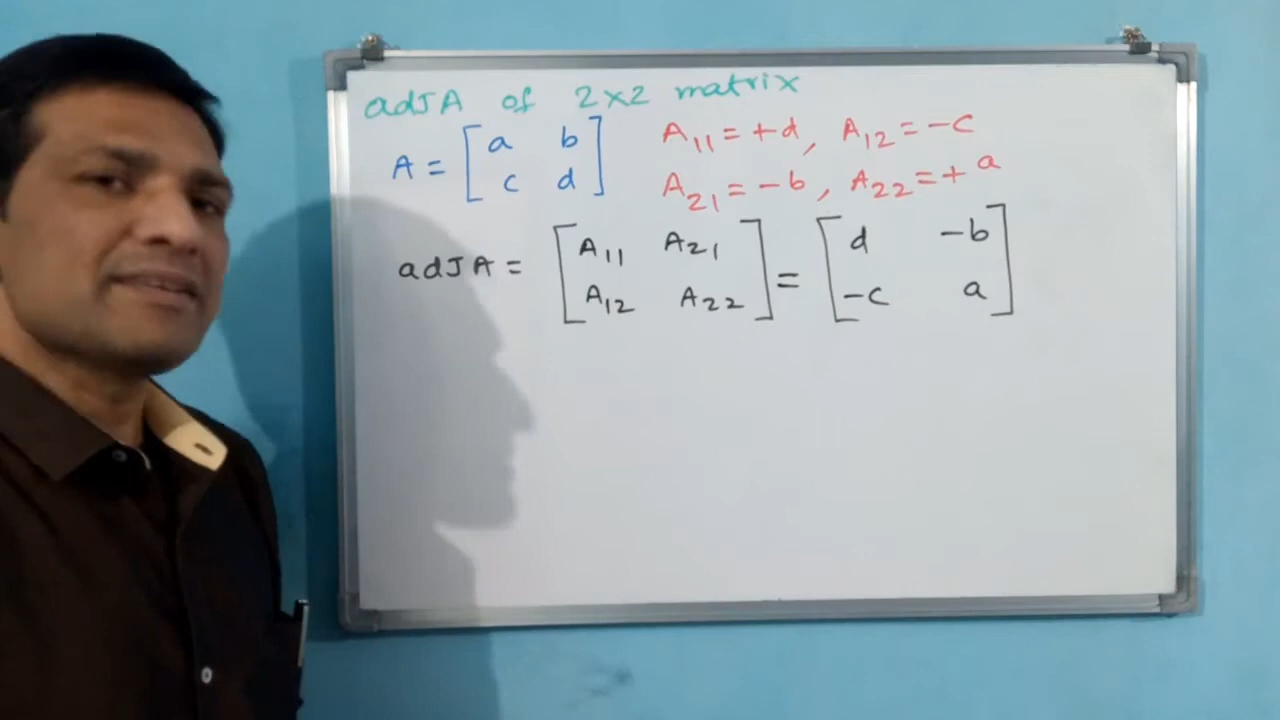 adJA of 2x2 matrix
A = [a b
c d]
A11 = +d, A12 = -c
A21 = -b, A22 = + a
adJA = [A11 A21
A12 A22] = [d -b
-c a]